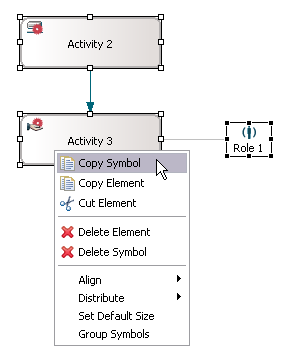 Activity 2
Activity 3
Role 1
Copy Symbol
Copy Element
Cut Element
Delete Element
Delete Symbol
Align
Distribute
Set Default Size
Group Symbols